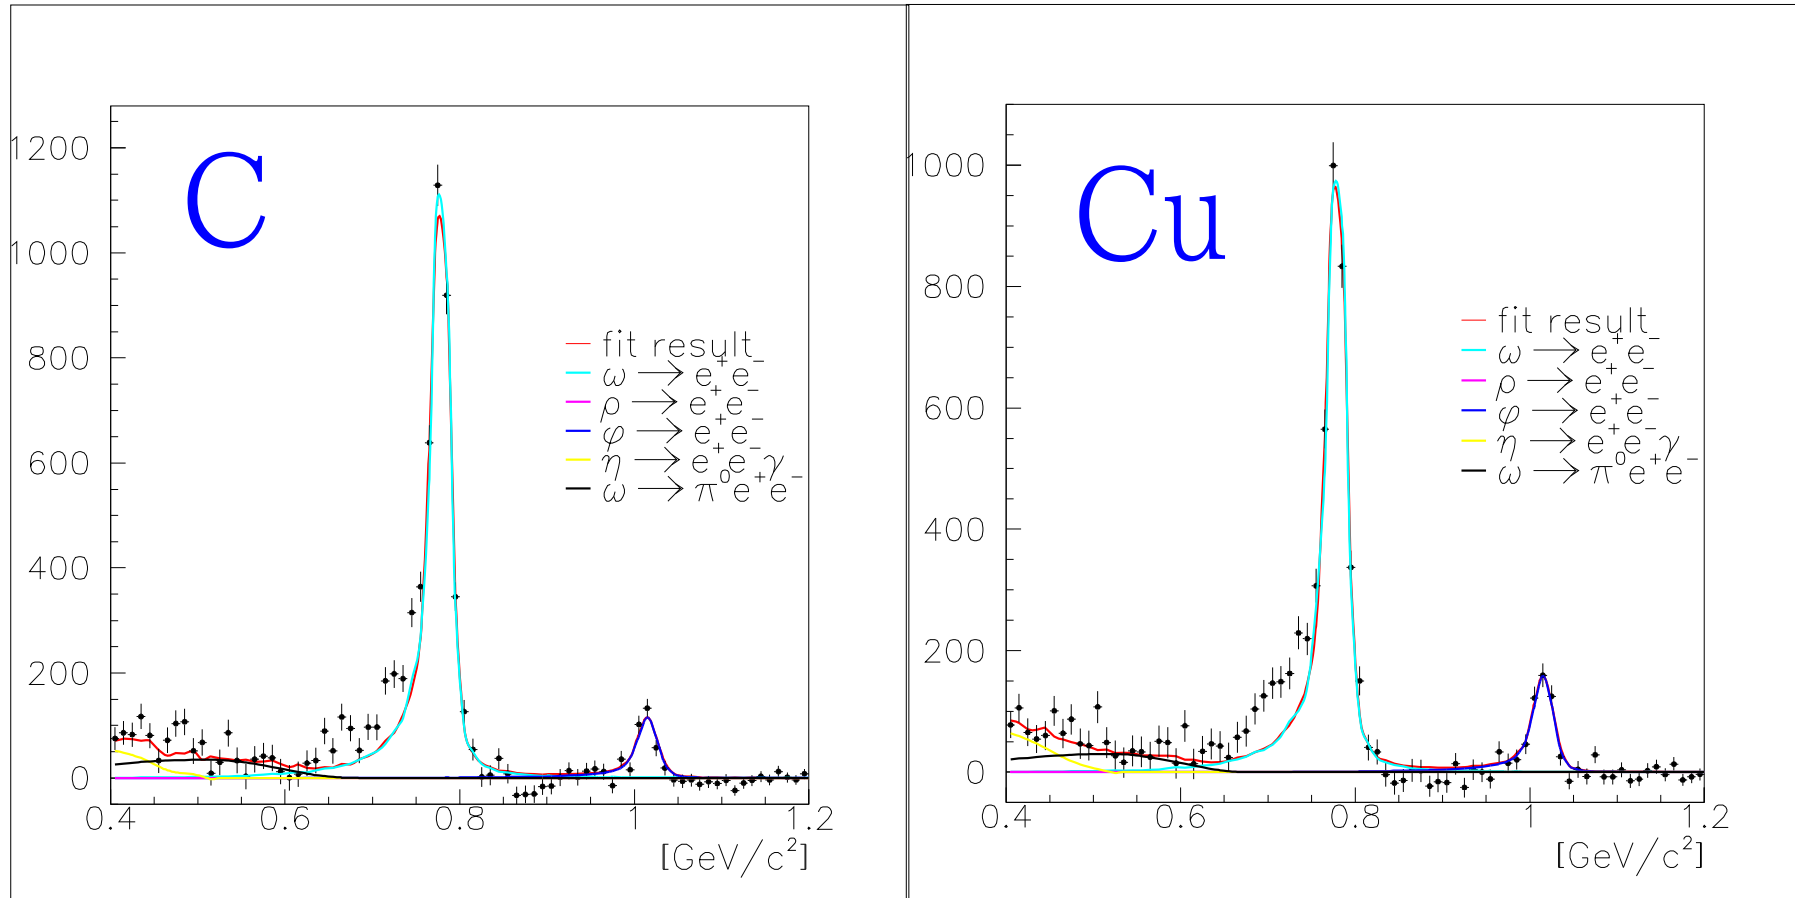 C
1200
1000
800
600
400
200
0
0.4 0.6 0.8 1 1.2
[GeV/c²]
fit result
ω → e⁺e⁻
ρ → e⁺e⁻
φ → e⁺e⁻
η → e⁺e⁻γ
ω → π⁰e⁺e⁻
Cu
1000
800
600
400
200
0
0.4 0.6 0.8 1 1.2
[GeV/c²]
fit result
ω → e⁺e⁻
ρ → e⁺e⁻
φ → e⁺e⁻
η → e⁺e⁻γ
ω → π⁰e⁺e⁻